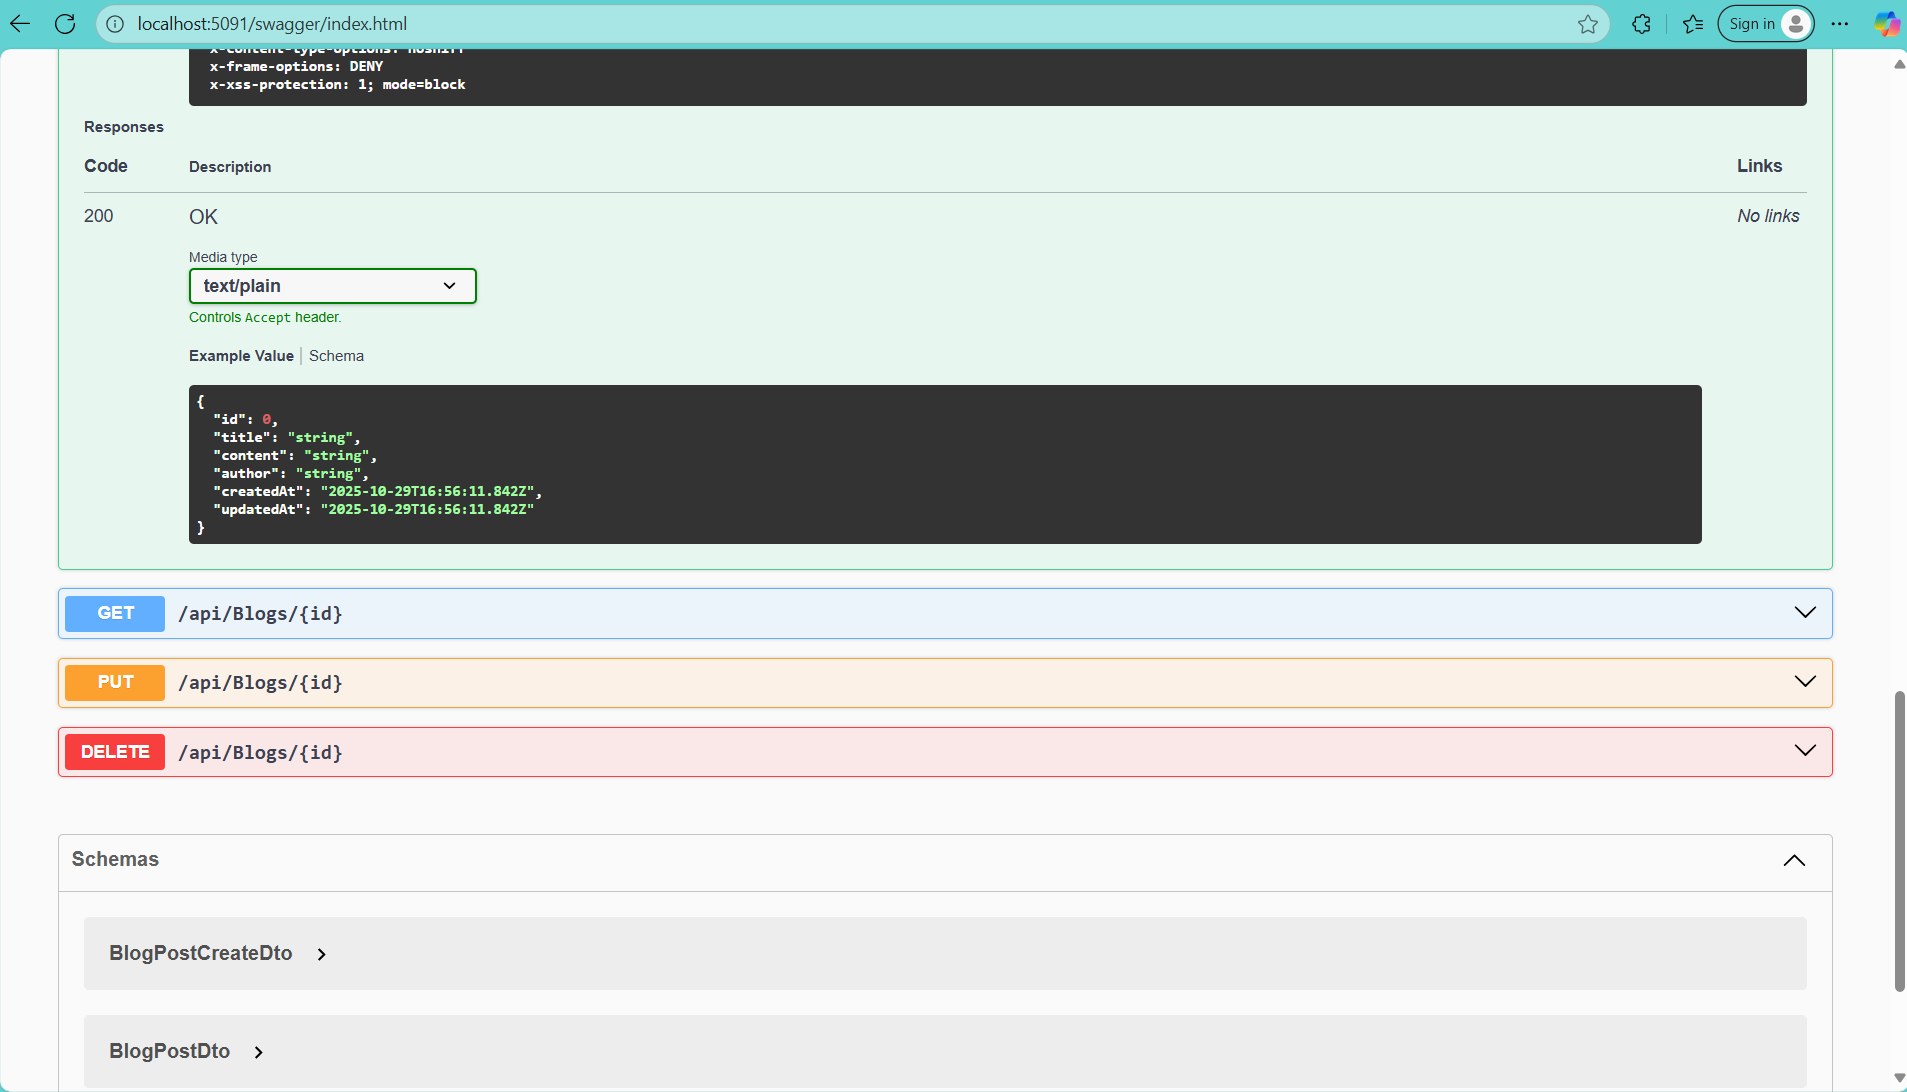 localhost:5091/swagger/index.html
Sign in
x-content-type-options: nosniff
x-frame-options: DENY
x-xss-protection: 1; mode=block
Responses
Code Description Links
200 OK No links
Media type
text/plain
Controls Accept header.
Example Value Schema
{
"id": 0,
"title": "string",
"content": "string",
"author": "string",
"createdAt": "2025-10-29T16:56:11.842Z",
"updatedAt": "2025-10-29T16:56:11.842Z"
}
GET /api/Blogs/{id}
PUT /api/Blogs/{id}
DELETE /api/Blogs/{id}
Schemas
BlogPostCreateDto
BlogPostDto